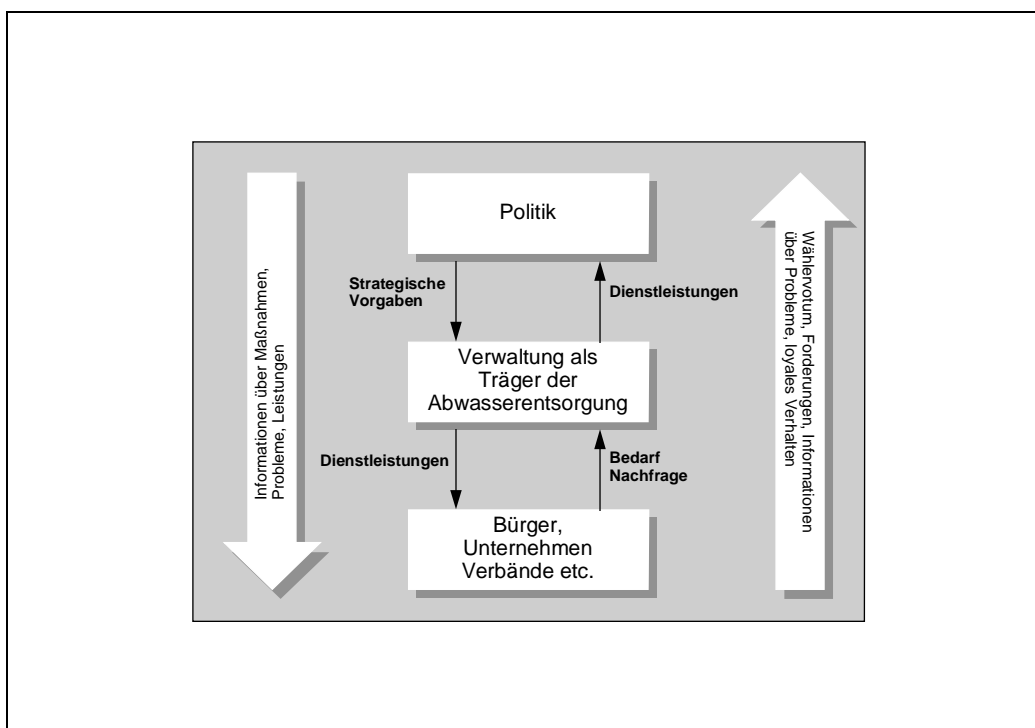 Politik
Strategische
Vorgaben
Dienstleistungen
Verwaltung als
Träger der
Abwasserentsorgung
Dienstleistungen
Bedarf
Nachfrage
Bürger,
Unternehmen
Verbände etc.
Informationen über Maßnahmen,
Probleme, Leistungen
Wählervotum, Forderungen, Informationen
über Probleme, loyales Verhalten